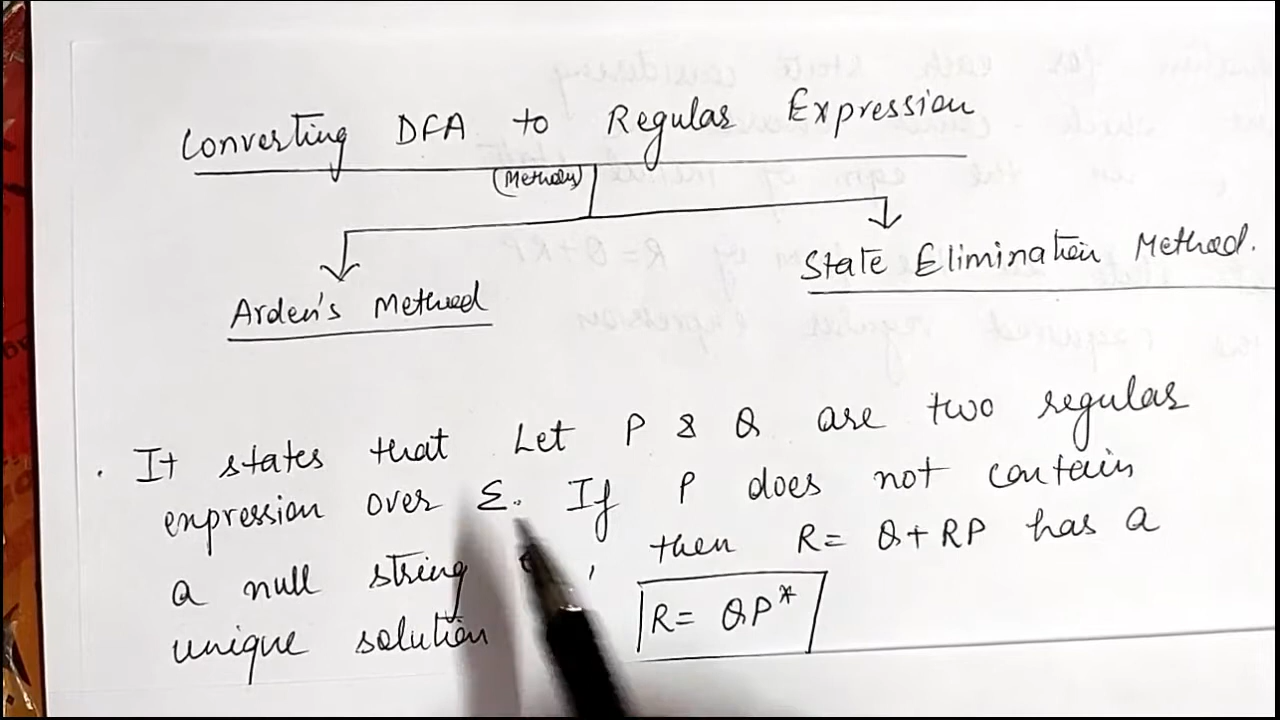 Converting DFA to Regular Expression
(Methods)
Arden's Method
State Elimination Method.
. It states that Let P & Q are two regular
expression over Σ. If P does not contain
a null string , then R = Q + RP has a
unique solution R = QP*